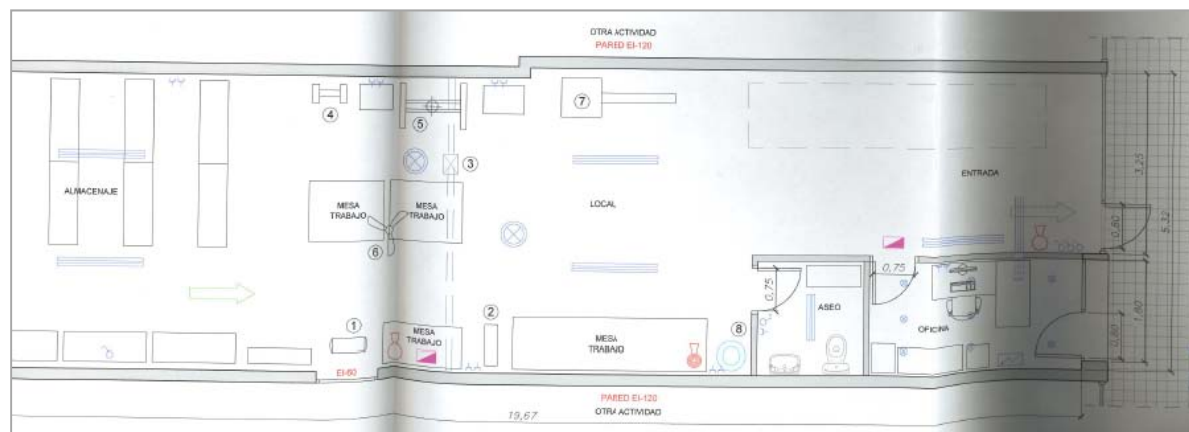 OTRA ACTIVIDAD
PARED EI-120
4
5
7
3
ALMACENAJE
MESA
TRABAJO
MESA
TRABAJO
LOCAL
ENTRADA
3,25
0,80
5,32
6
0,75
0,75
ASEO
OFICINA
1
2
MESA
TRABAJO
MESA
TRABAJO
8
1,60
0,80
EI-60
PARED EI-120
OTRA ACTIVIDAD
19,67